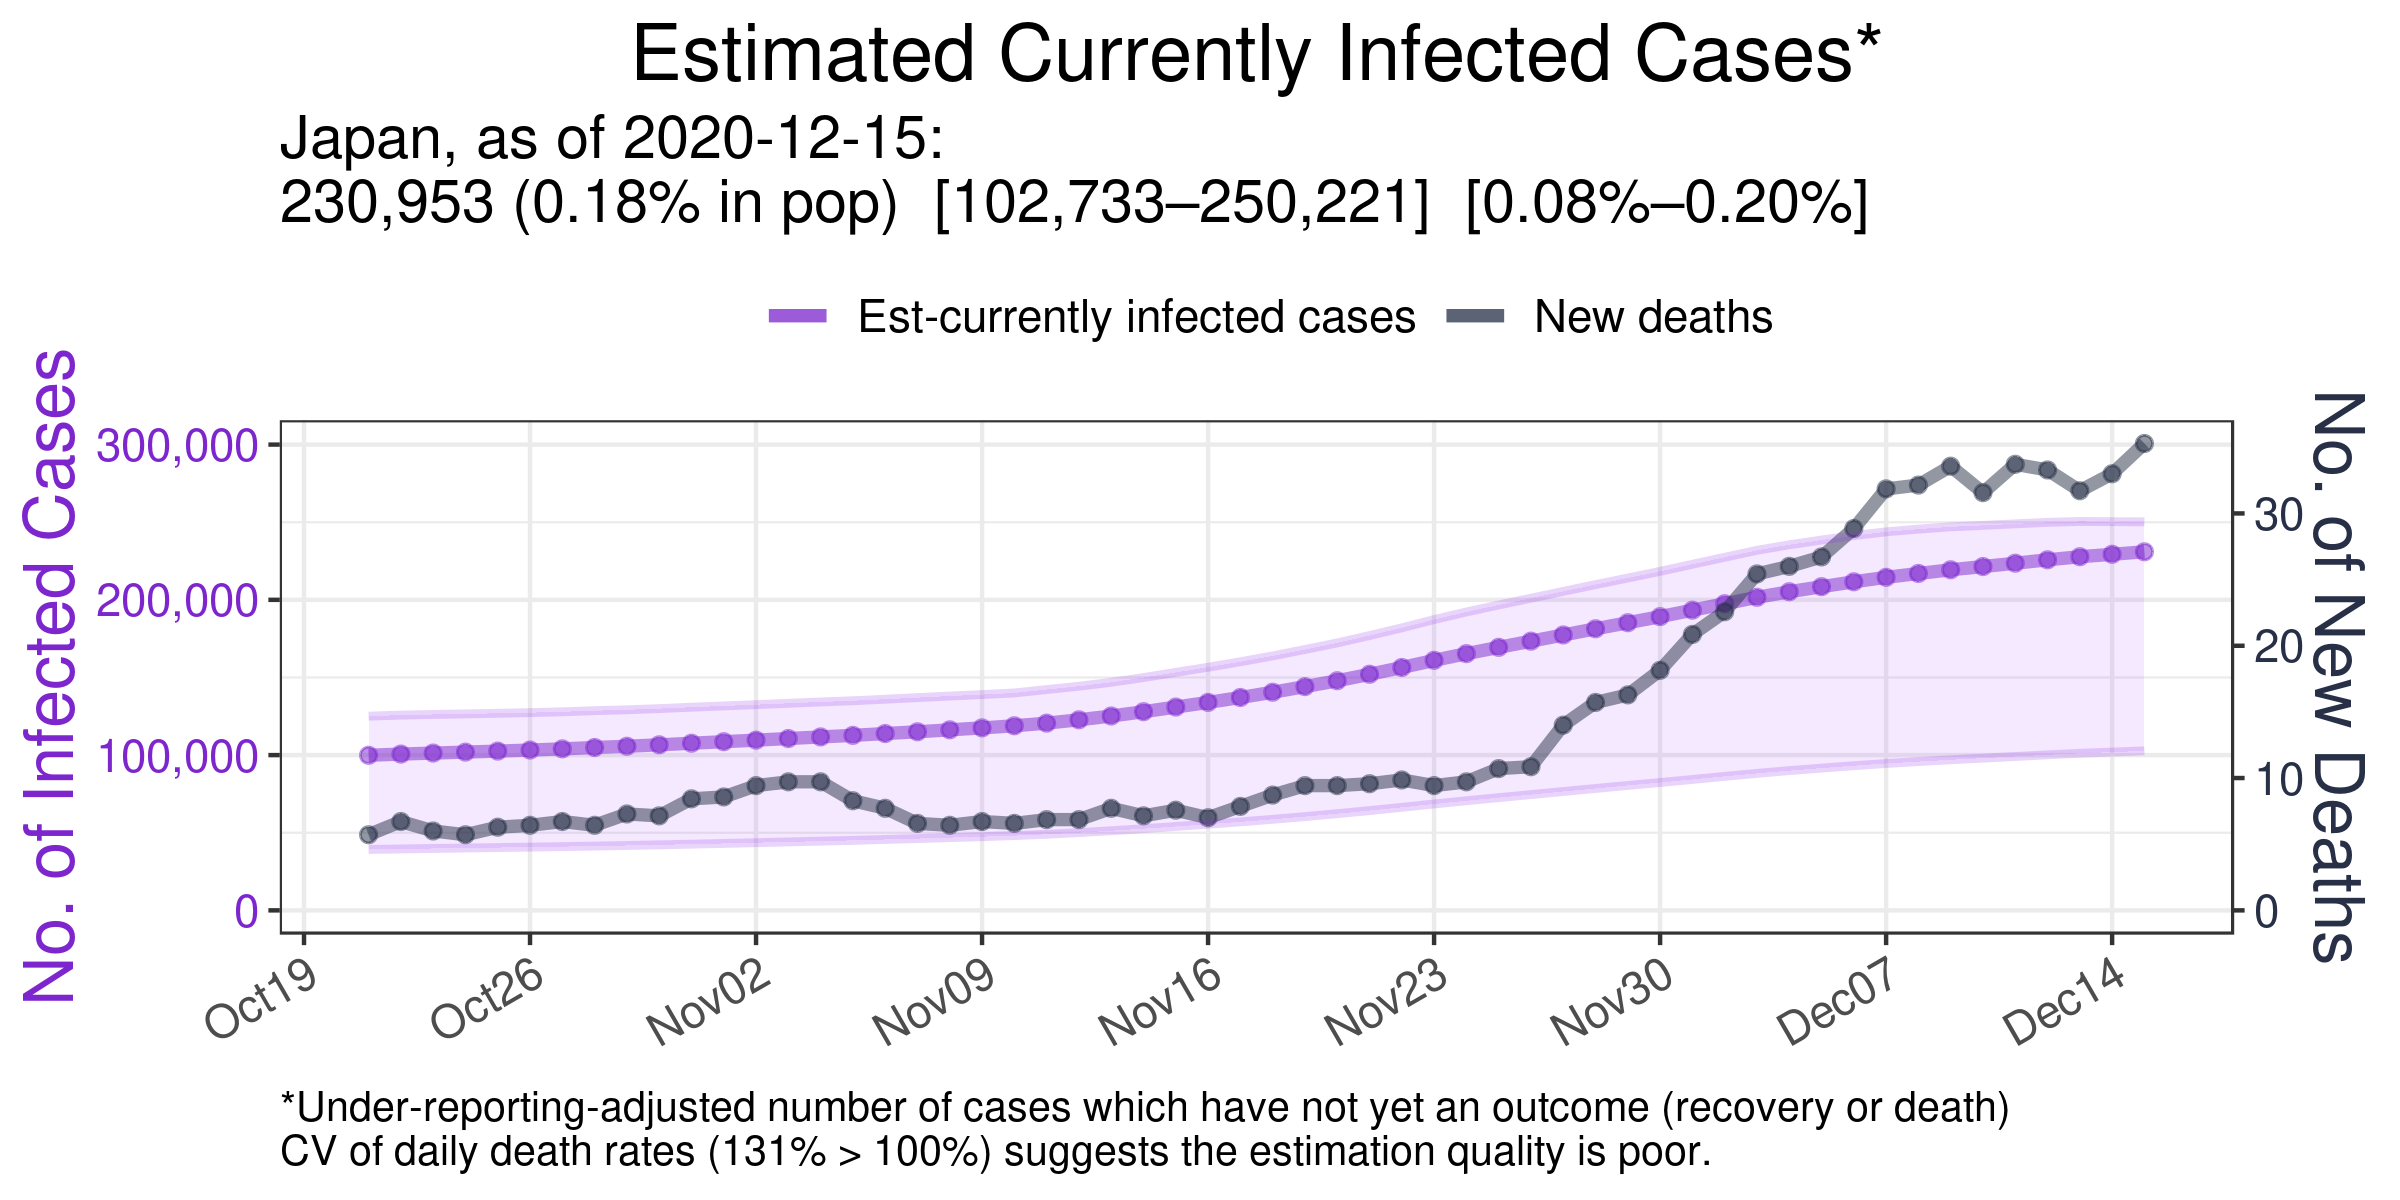 Estimated Currently Infected Cases*
Japan, as of 2020-12-15:
230,953 (0.18% in pop)  [102,733–250,221]  [0.08%–0.20%]
Est-currently infected cases
New deaths
No. of Infected Cases
300,000
200,000
100,000
0
No. of New Deaths
30
20
10
0
Oct19
Oct26
Nov02
Nov09
Nov16
Nov23
Nov30
Dec07
Dec14
*Under-reporting-adjusted number of cases which have not yet an outcome (recovery or death)
CV of daily death rates (131% > 100%) suggests the estimation quality is poor.